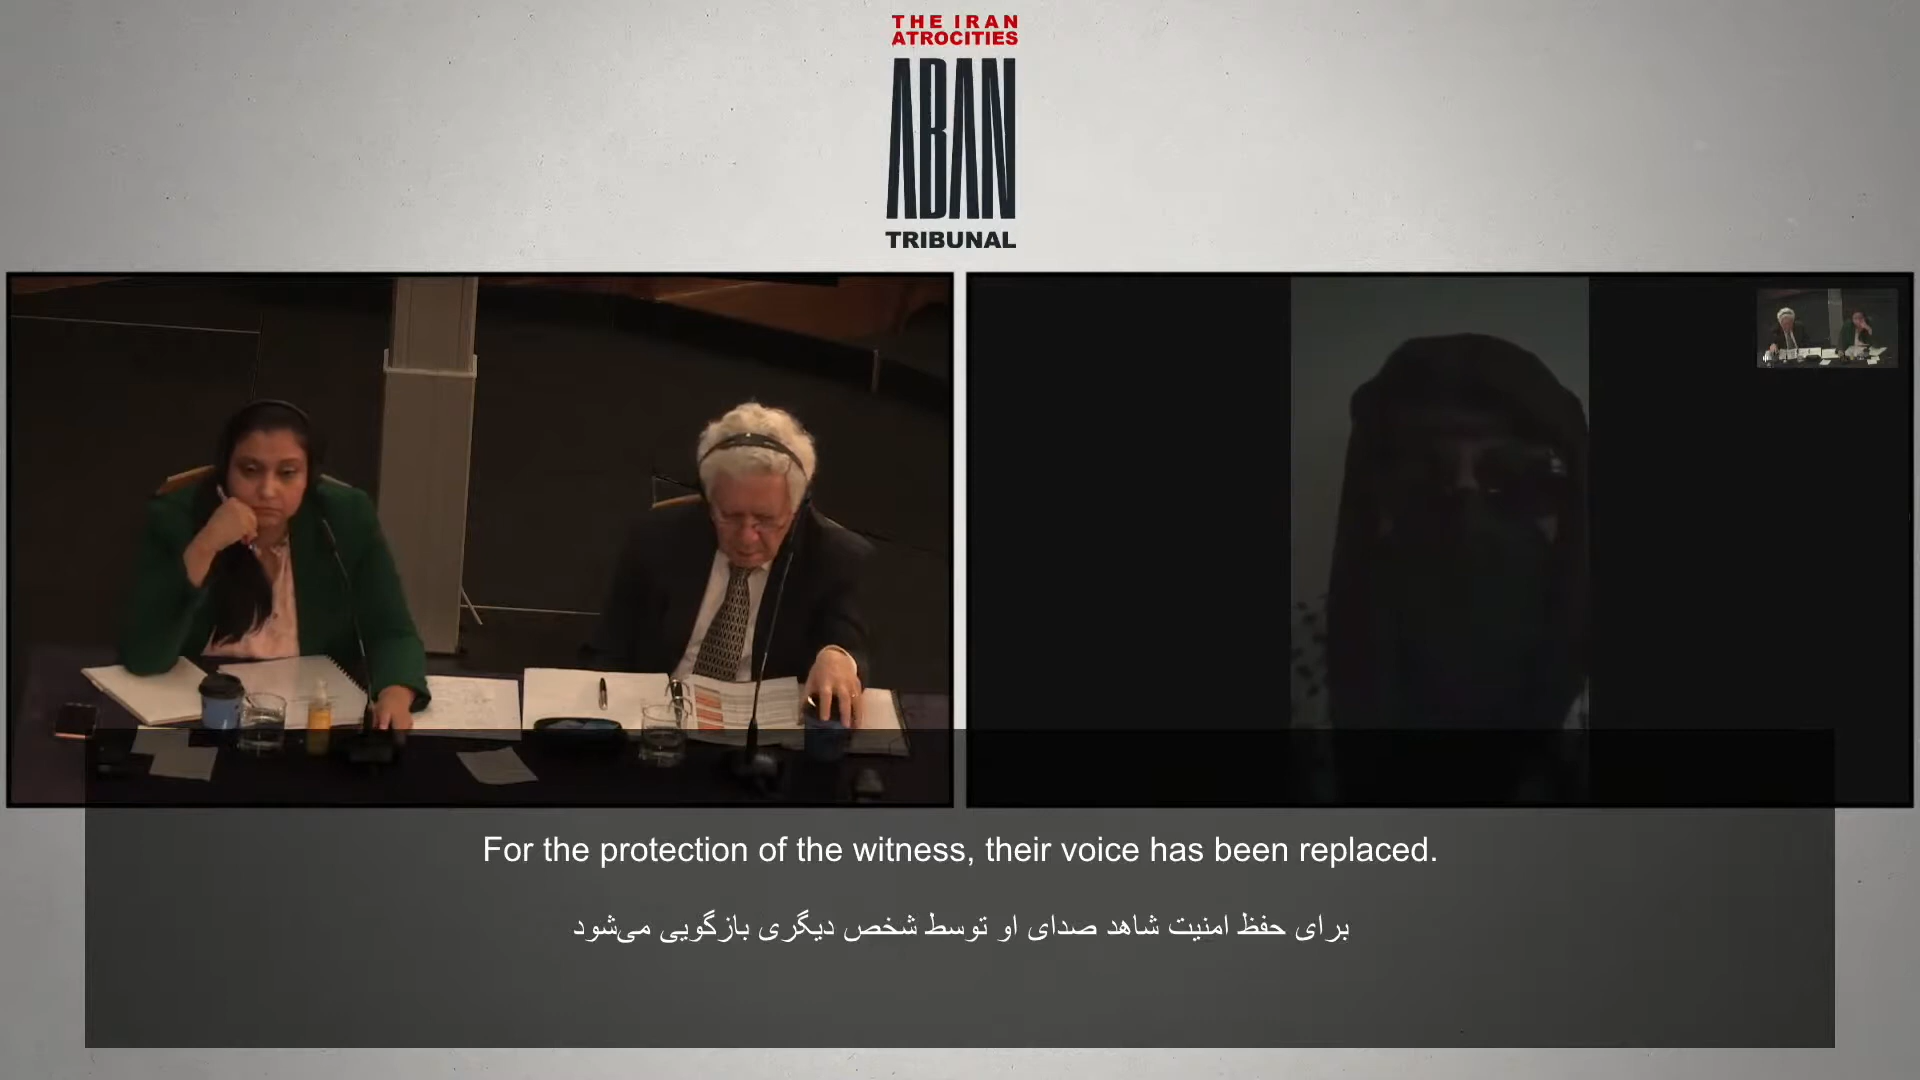 THE IRAN
ATROCITIES
ABAN
TRIBUNAL
For the protection of the witness, their voice has been replaced.
برای حفظ امنیت شاهد صدای او توسط شخص دیگری بازگویی می‌شود